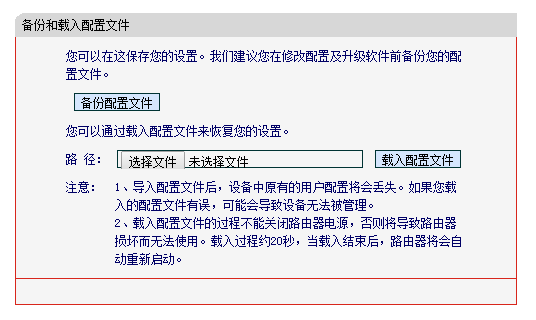 备份和载入配置文件
您可以在这保存您的设置。我们建议您在修改配置及升级软件前备份您的配
置文件。
备份配置文件
您可以通过载入配置文件来恢复您的设置。
路 径： 选择文件 未选择文件 载入配置文件
注意： 1、导入配置文件后，设备中原有的用户配置将会丢失。如果您载
入的配置文件有误，可能会导致设备无法被管理。
2、载入配置文件的过程不能关闭路由器电源，否则将导致路由器
损坏而无法使用。载入过程约20秒，当载入结束后，路由器将会自
动重新启动。